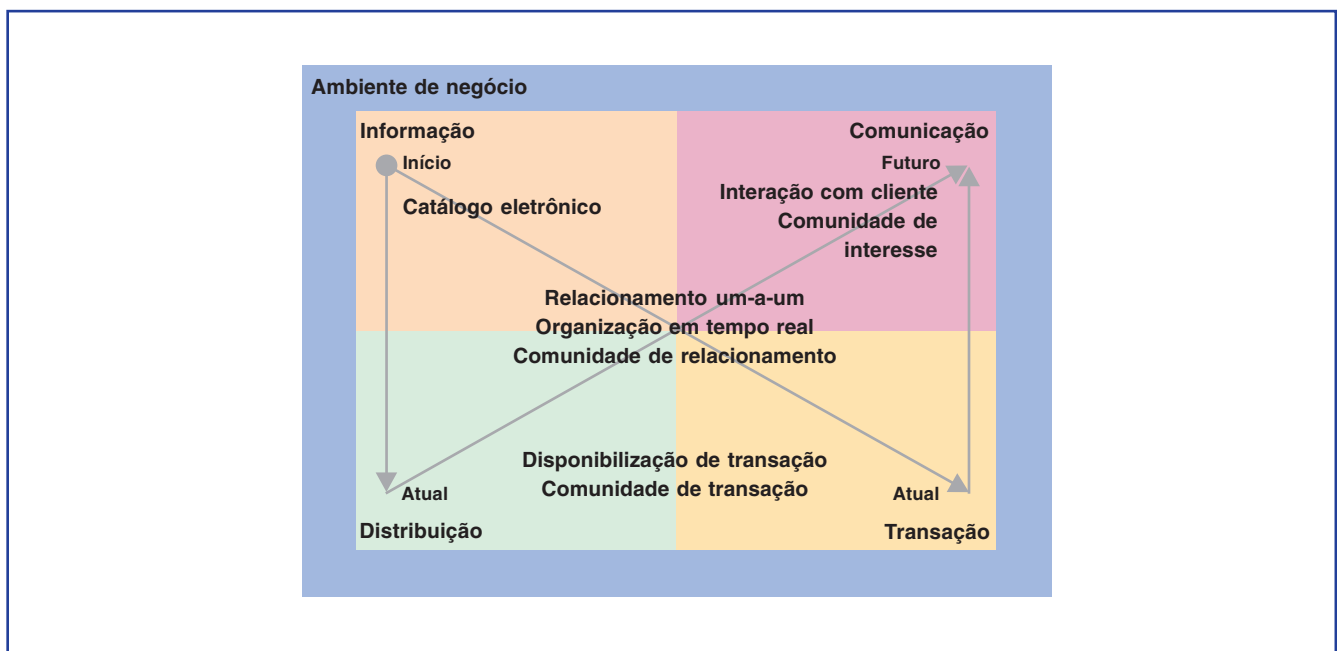 Ambiente de negócio
Informação
Comunicação
Início
Futuro
Catálogo eletrônico
Interação com cliente
Comunidade de
interesse
Relacionamento um-a-um
Organização em tempo real
Comunidade de relacionamento
Disponibilização de transação
Comunidade de transação
Atual
Atual
Distribuição
Transação